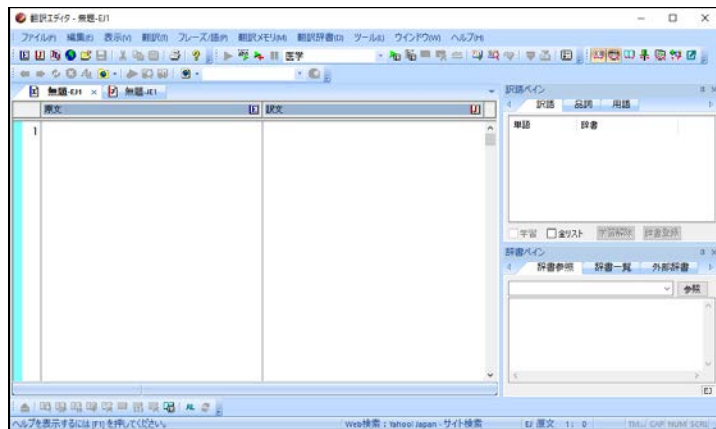 翻訳エディタ - 無題-EJ1
ファイル(F) 編集(E) 表示(V) 翻訳(T) フレーズ/語(P) 翻訳メモリ(M) 翻訳辞書(D) ツール(L) ウインドウ(W) ヘルプ(H)
医学
無題-EJ1 × 無題-JE1
原文 訳文
1
訳語ペイン
訳語 品詞 用語
単語 辞書
学習 全リスト 学習解除 辞書登録
辞書ペイン
辞書参照 辞書一覧 外部辞書
参照
ヘルプを表示するには [F1] を押してください。 Web検索 : Yahoo! Japan - サイト検索 EJ 原文 1: 0 CAP NUM SCRL